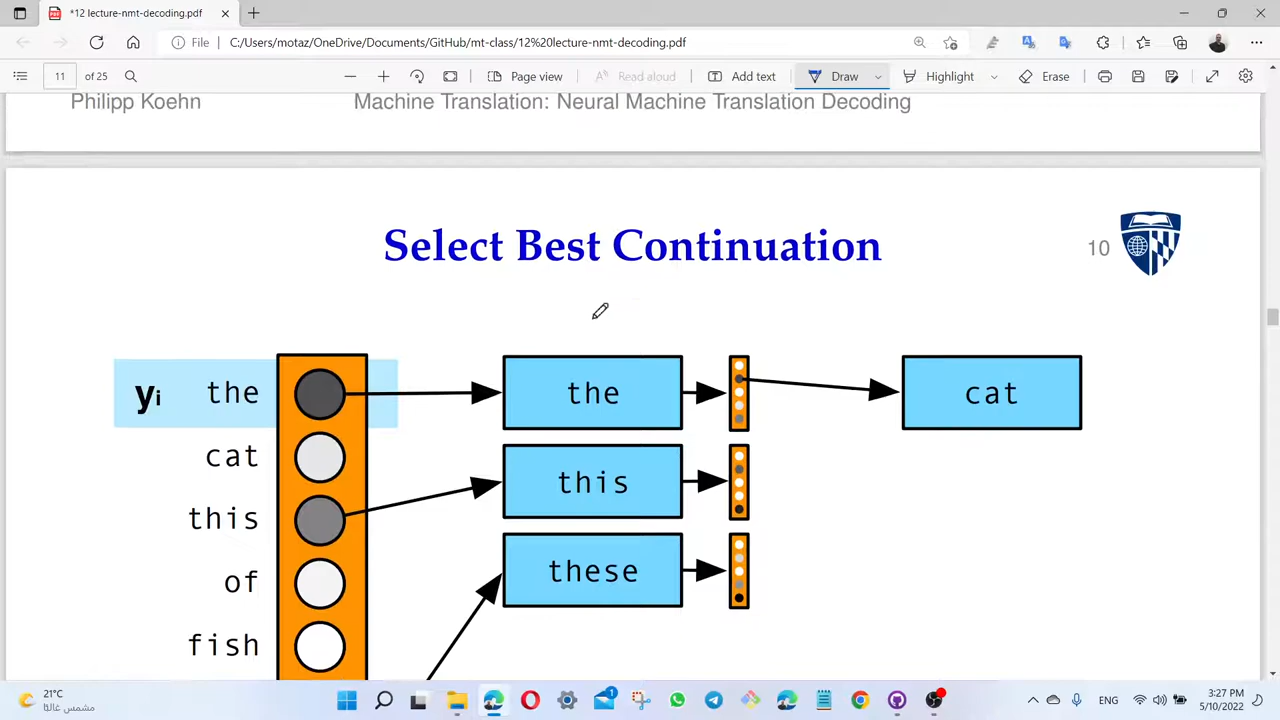 *12 lecture-nmt-decoding.pdf
File C:/Users/motaz/OneDrive/Documents/GitHub/mt-class/12%20lecture-nmt-decoding.pdf
11 of 25 Page view Read aloud Add text Draw Highlight Erase
Philipp Koehn Machine Translation: Neural Machine Translation Decoding
Select Best Continuation 10
yi the the cat
cat
this this
these
of
fish
21°C
مشمس غالبًا
1
ENG
3:27 PM
5/10/2022